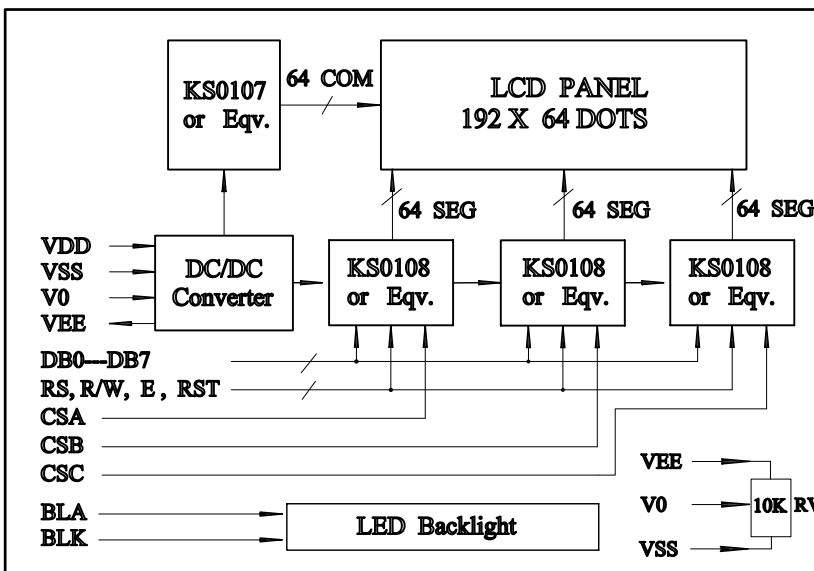 KS0107
or Eqv.
64 COM
LCD PANEL
192 X 64 DOTS
64 SEG
64 SEG
64 SEG
VDD
VSS
V0
VEE
DC/DC
Converter
KS0108
or Eqv.
KS0108
or Eqv.
KS0108
or Eqv.
DB0---DB7
RS, R/W, E , RST
CSA
CSB
CSC
BLA
BLK
LED Backlight
VEE
V0
VSS
10K
RV